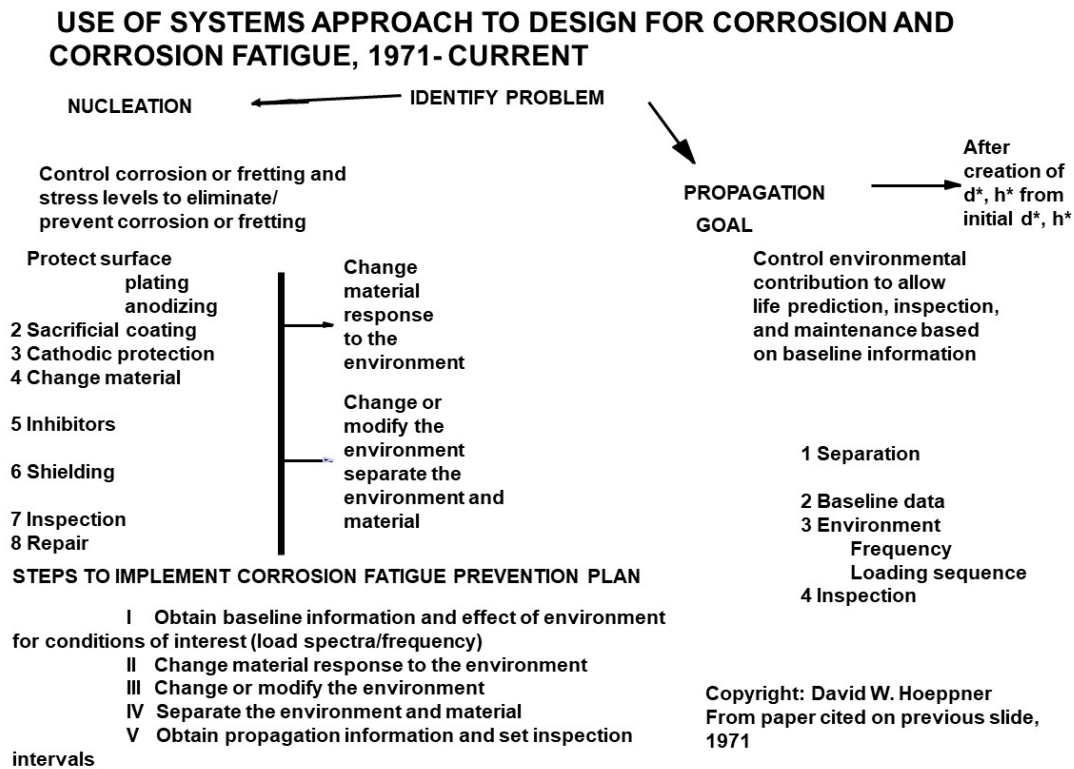 USE OF SYSTEMS APPROACH TO DESIGN FOR CORROSION AND
CORROSION FATIGUE, 1971- CURRENT
IDENTIFY PROBLEM
NUCLEATION
Control corrosion or fretting and
stress levels to eliminate/
prevent corrosion or fretting
Protect surface
plating
anodizing
2 Sacrificial coating
3 Cathodic protection
4 Change material
5 Inhibitors
6 Shielding
7 Inspection
8 Repair
Change
material
response
to the
environment
Change or
modify the
environment
separate the
environment and
material
PROPAGATION
GOAL
After
creation of
d*, h* from
initial d*, h*
Control environmental
contribution to allow
life prediction, inspection,
and maintenance based
on baseline information
1 Separation
2 Baseline data
3 Environment
Frequency
Loading sequence
4 Inspection
STEPS TO IMPLEMENT CORROSION FATIGUE PREVENTION PLAN
I Obtain baseline information and effect of environment
for conditions of interest (load spectra/frequency)
II Change material response to the environment
III Change or modify the environment
IV Separate the environment and material
V Obtain propagation information and set inspection
intervals
Copyright: David W. Hoeppner
From paper cited on previous slide,
1971